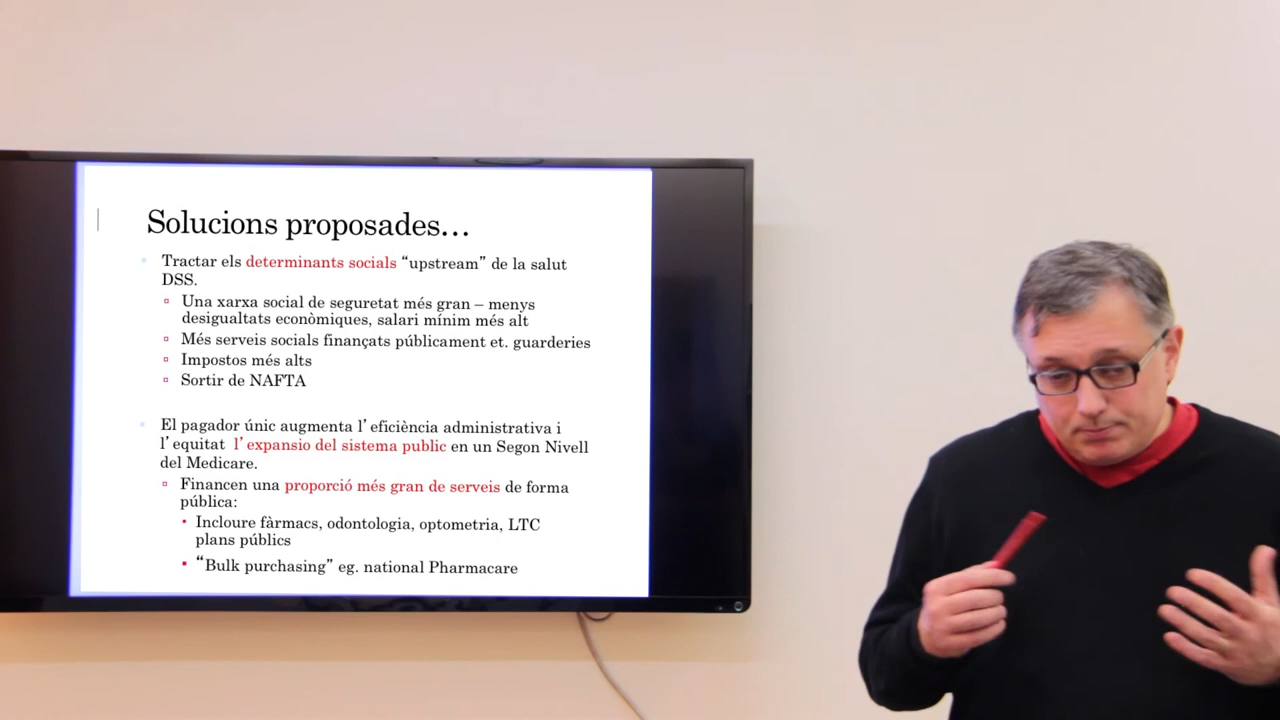 Solucions proposades...
Tractar els determinants socials “upstream” de la salut
DSS.
Una xarxa social de seguretat més gran – menys
desigualtats econòmiques, salari mínim més alt
Més serveis socials finançats públicament et. guarderies
Impostos més alts
Sortir de NAFTA
El pagador únic augmenta l’eficiència administrativa i
l’equitat l’expansio del sistema public en un Segon Nivell
del Medicare.
Financen una proporció més gran de serveis de forma
pública:
Incloure fàrmacs, odontologia, optometria, LTC
plans públics
“Bulk purchasing” eg. national Pharmacare